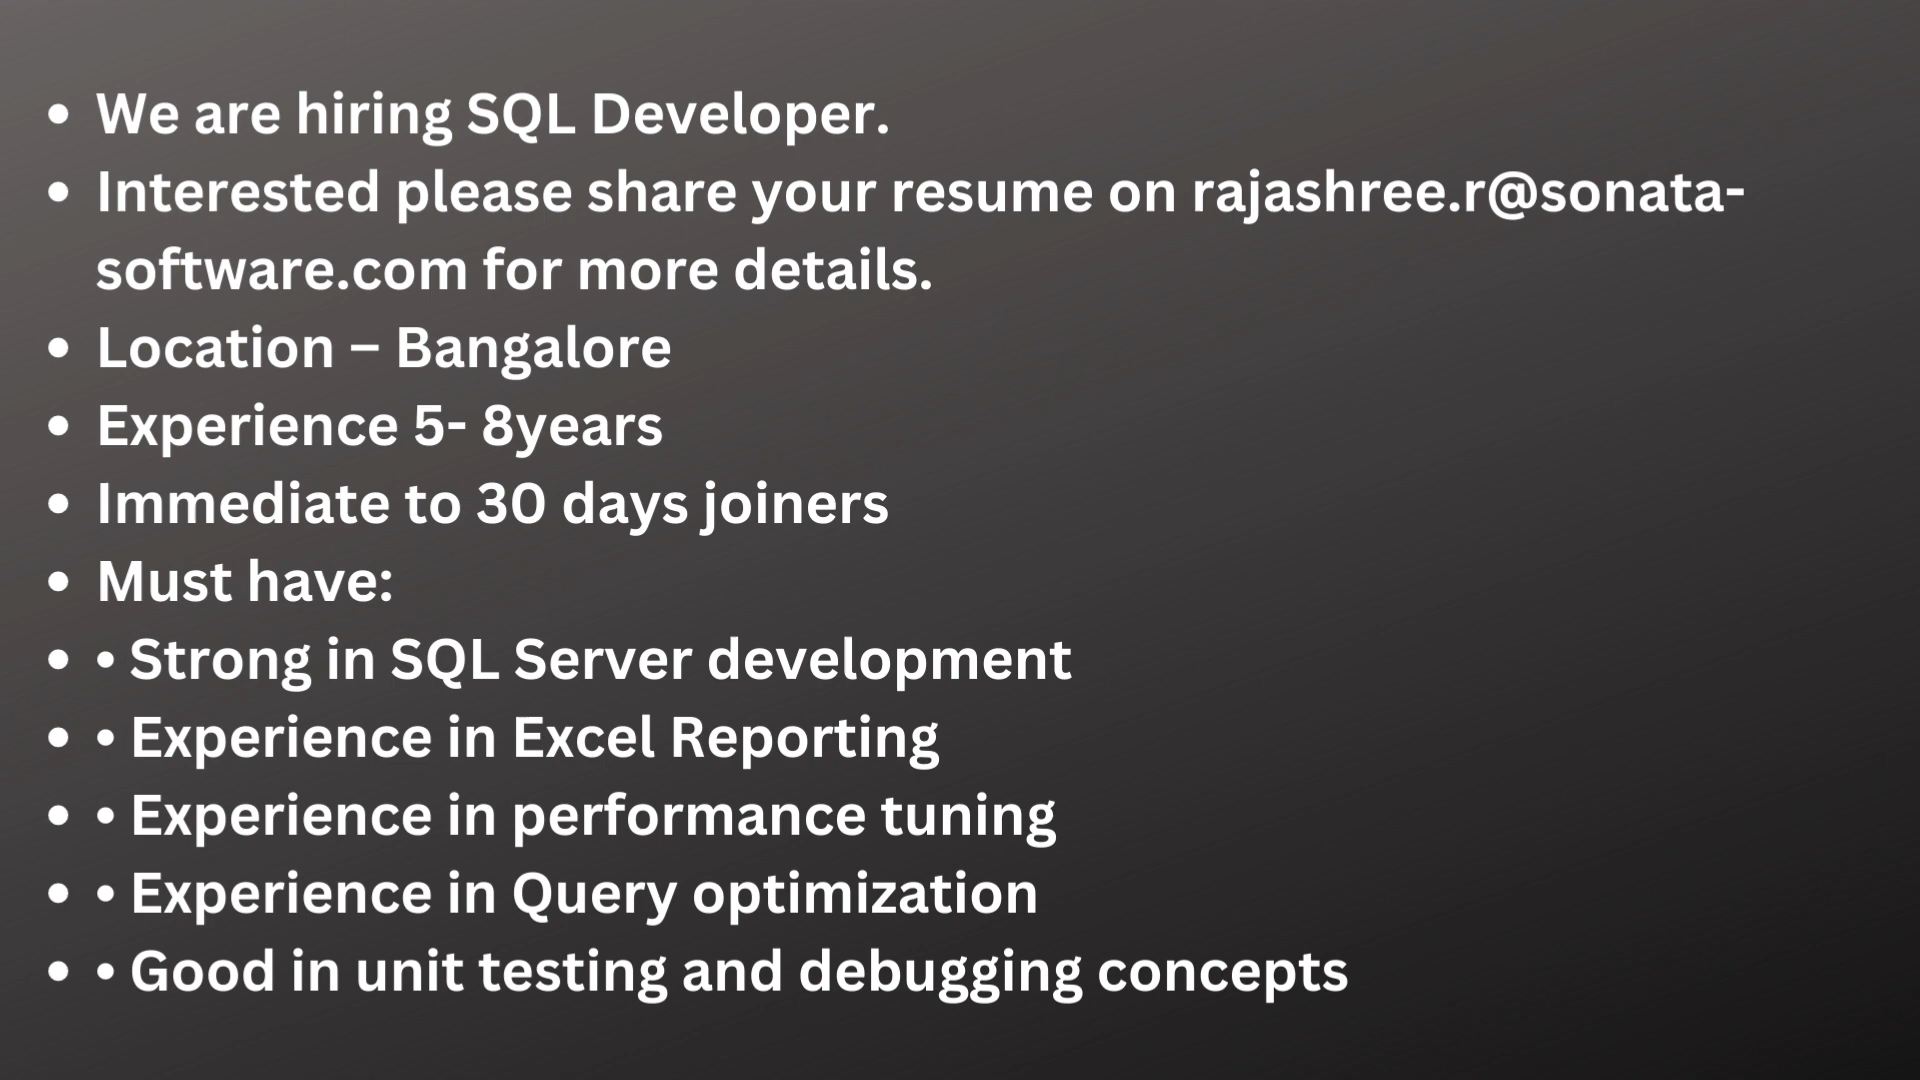 • We are hiring SQL Developer.
• Interested please share your resume on rajashree.r@sonata-
software.com for more details.
• Location – Bangalore
• Experience 5- 8years
• Immediate to 30 days joiners
• Must have:
• • Strong in SQL Server development
• • Experience in Excel Reporting
• • Experience in performance tuning
• • Experience in Query optimization
• • Good in unit testing and debugging concepts